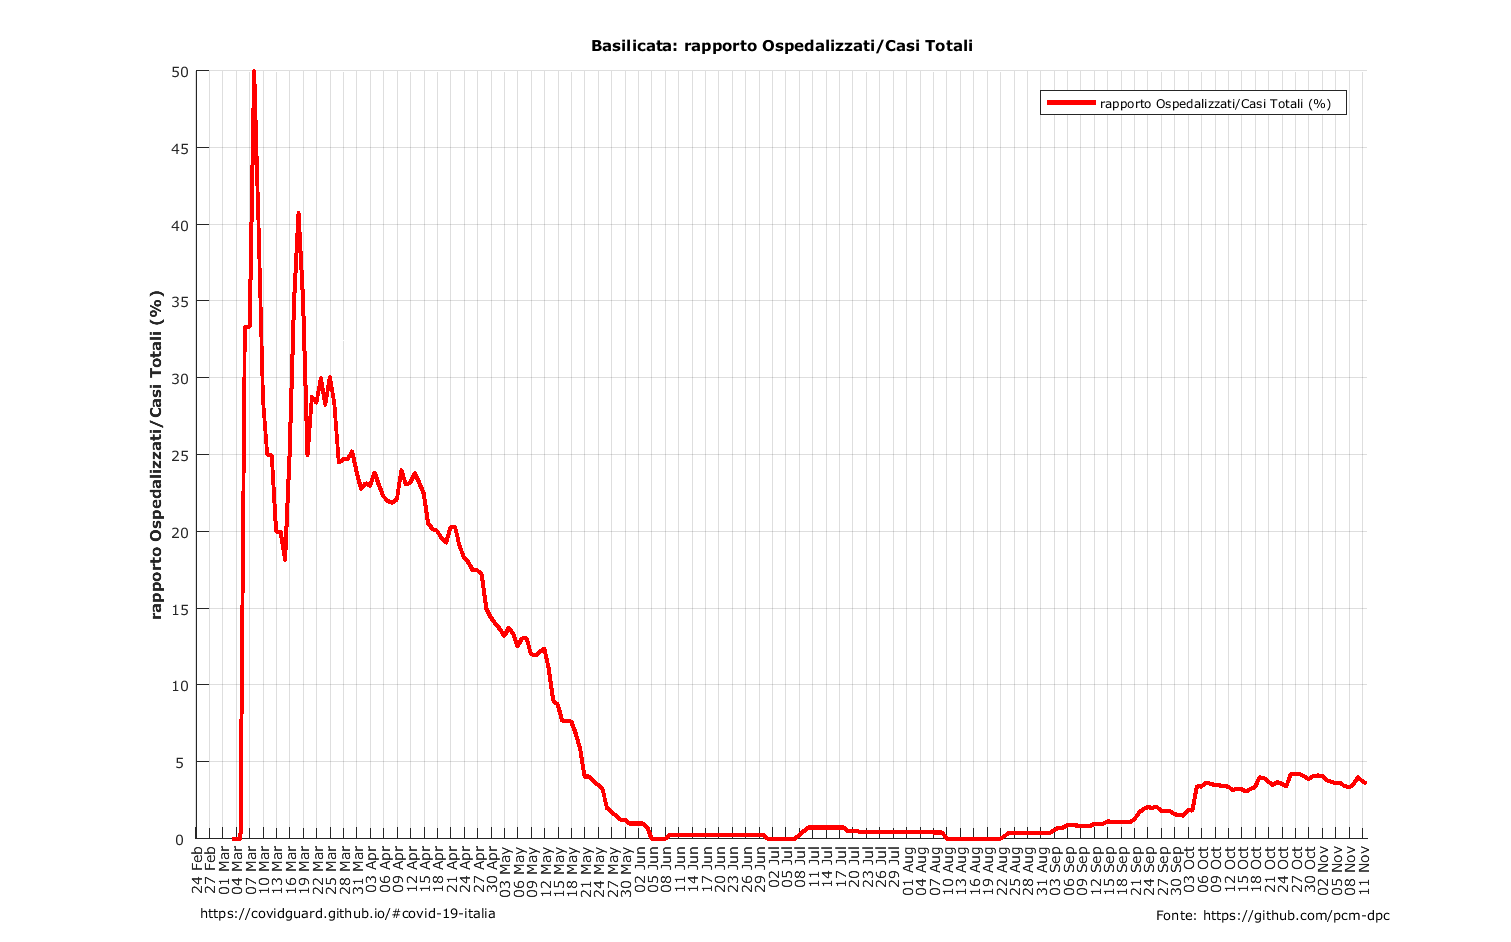 Basilicata: rapporto Ospedalizzati/Casi Totali
rapporto Ospedalizzati/Casi Totali (%)
rapporto Ospedalizzati/Casi Totali (%)
50
45
40
35
30
25
20
15
10
5
0
24 Feb
27 Feb
01 Mar
04 Mar
07 Mar
10 Mar
13 Mar
16 Mar
19 Mar
22 Mar
25 Mar
28 Mar
31 Mar
03 Apr
06 Apr
09 Apr
12 Apr
15 Apr
18 Apr
21 Apr
24 Apr
27 Apr
30 Apr
03 May
06 May
09 May
12 May
15 May
18 May
21 May
24 May
27 May
30 May
02 Jun
05 Jun
08 Jun
11 Jun
14 Jun
17 Jun
20 Jun
23 Jun
26 Jun
29 Jun
02 Jul
05 Jul
08 Jul
11 Jul
14 Jul
17 Jul
20 Jul
23 Jul
26 Jul
29 Jul
01 Aug
04 Aug
07 Aug
10 Aug
13 Aug
16 Aug
19 Aug
22 Aug
25 Aug
28 Aug
31 Aug
03 Sep
06 Sep
09 Sep
12 Sep
15 Sep
18 Sep
21 Sep
24 Sep
27 Sep
30 Sep
03 Oct
06 Oct
09 Oct
12 Oct
15 Oct
18 Oct
21 Oct
24 Oct
27 Oct
30 Oct
02 Nov
05 Nov
08 Nov
11 Nov
https://covidguard.github.io/#covid-19-italia
Fonte: https://github.com/pcm-dpc